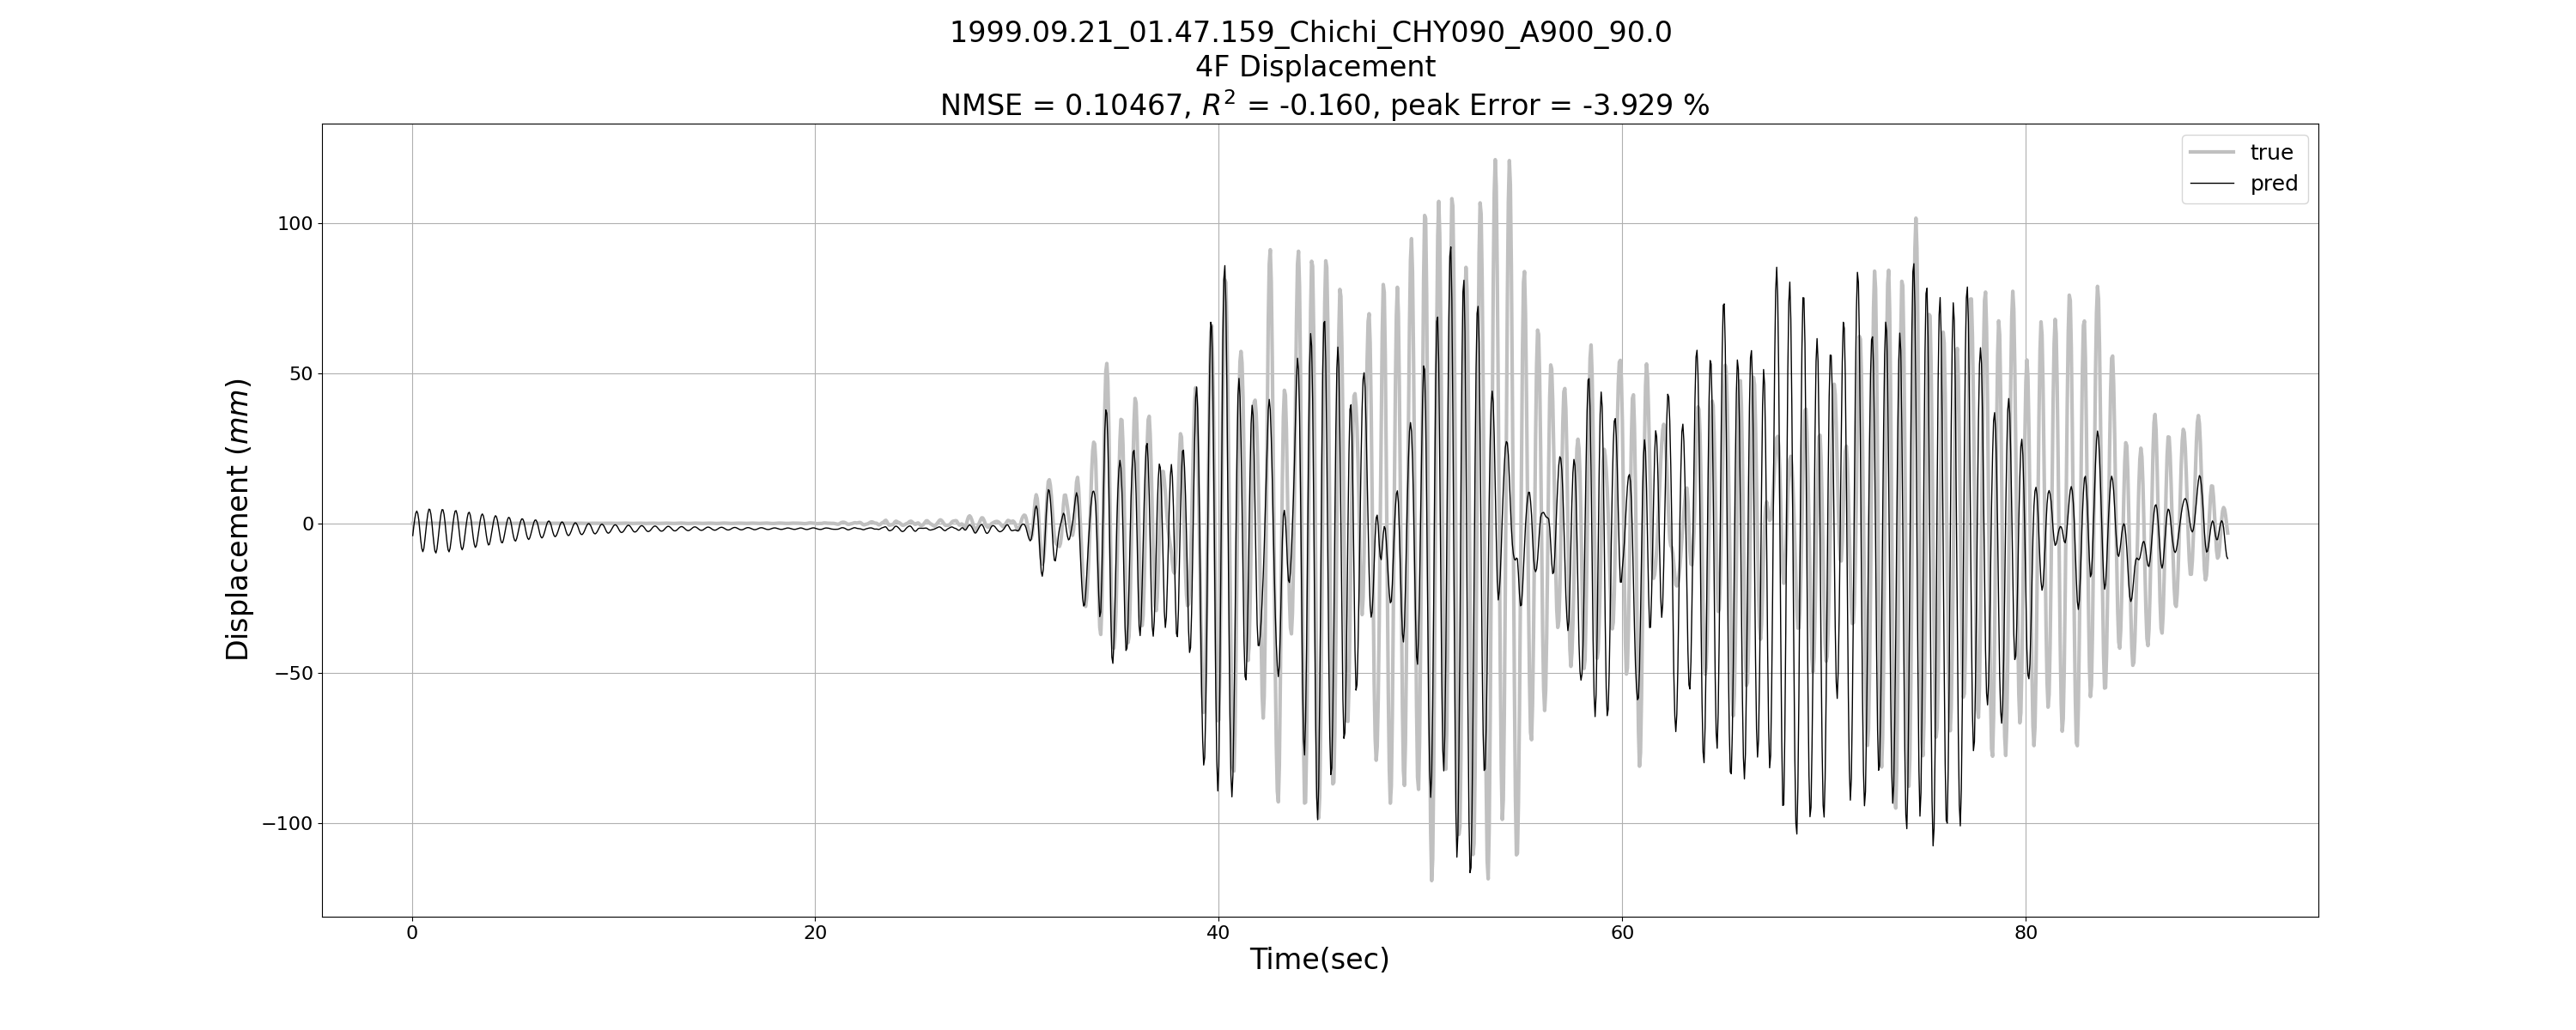 1999.09.21_01.47.159_Chichi_CHY090_A900_90.0
4F Displacement
NMSE = 0.10467, R² = -0.160, peak Error = -3.929 %
true
pred
100
50
0
−50
−100
Displacement (mm)
0
20
40
60
80
Time(sec)